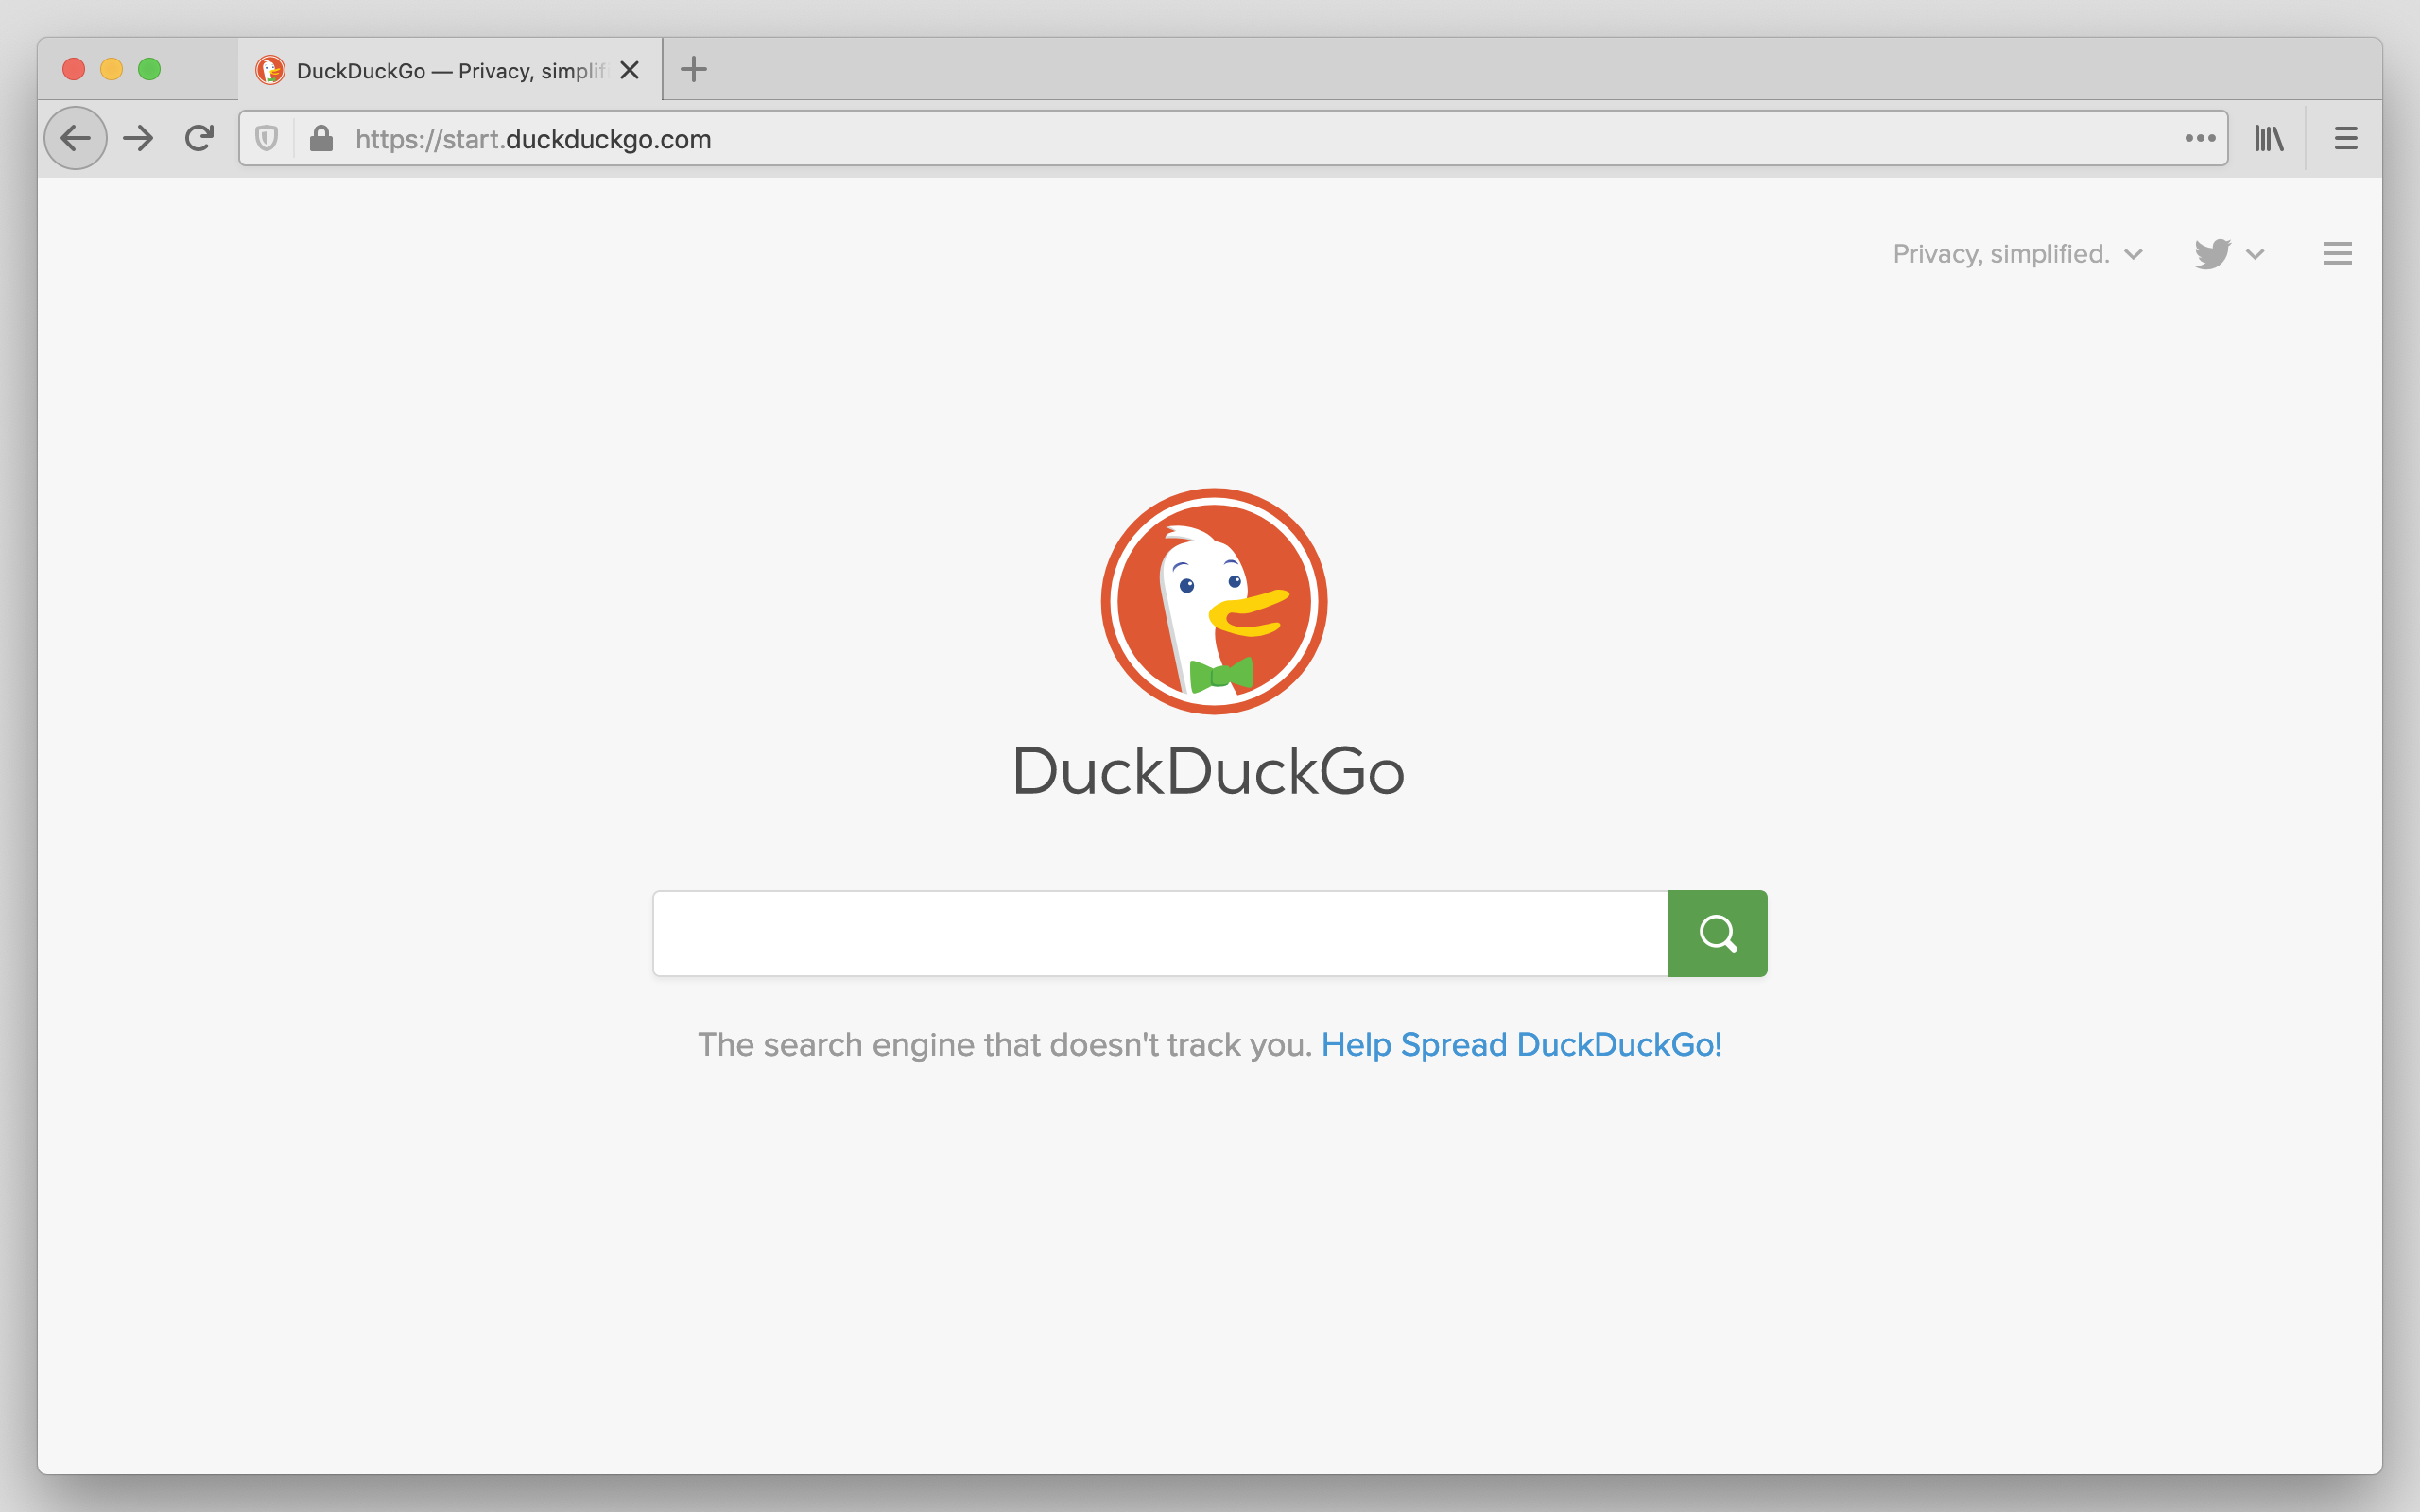 DuckDuckGo — Privacy, simplif
https://start.duckduckgo.com
Privacy, simplified.
DuckDuckGo
The search engine that doesn't track you. Help Spread DuckDuckGo!